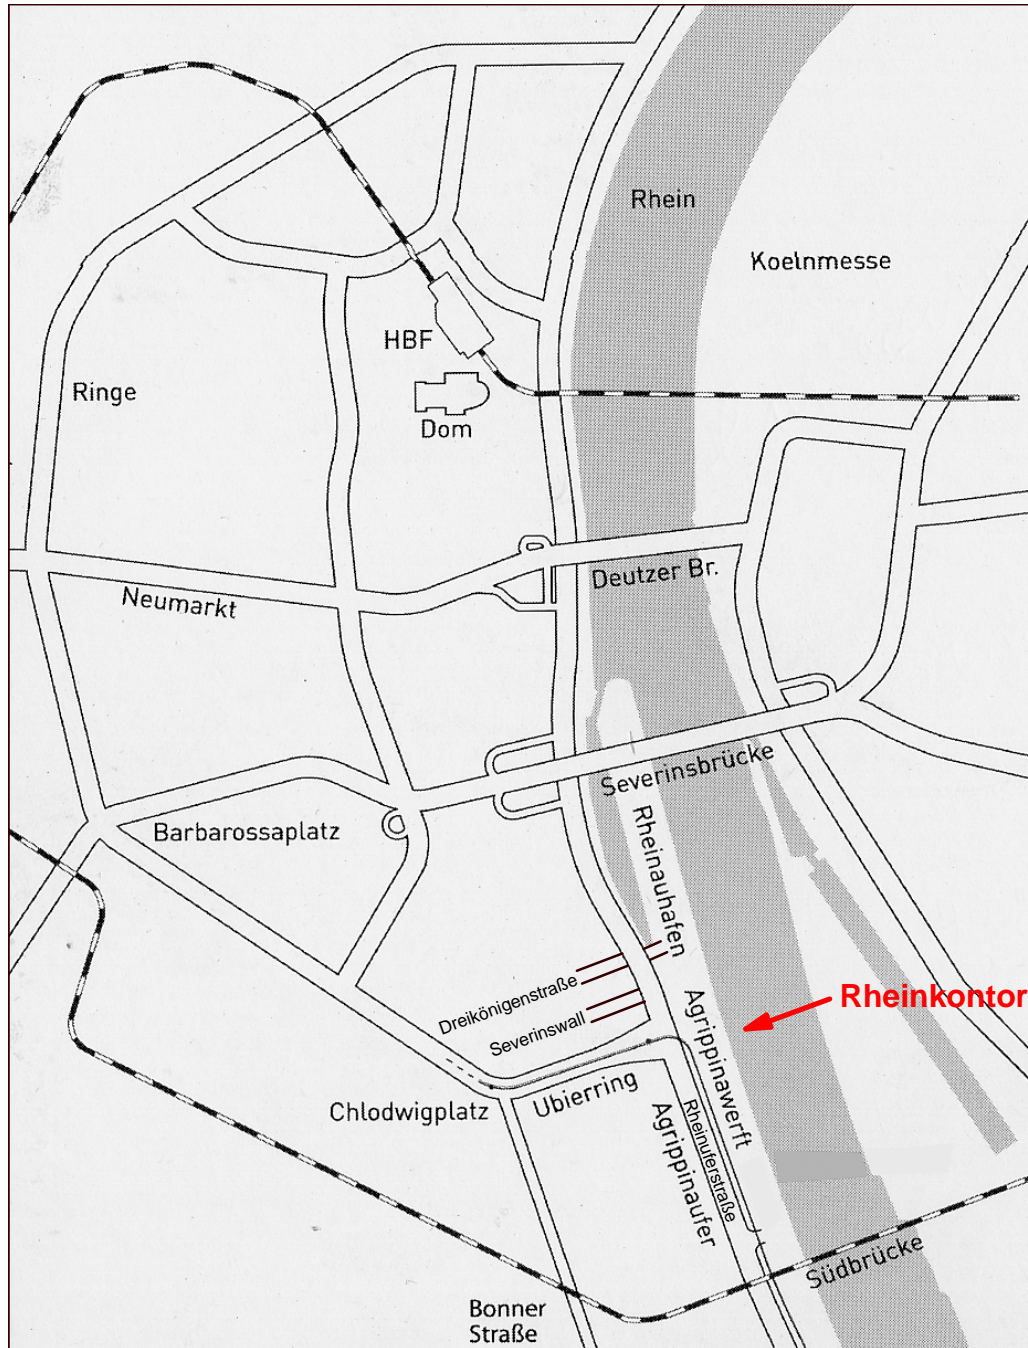 Rhein
Koelnmesse
HBF
Ringe
Dom
Deutzer Br.
Neumarkt
Severinsbrücke
Rheinauhafen
Barbarossaplatz
Dreikönigenstraße
Rheinkontor
Severinswall
Agrippinawerft
Ubierring
Chlodwigplatz
Rheinuferstraße
Agrippinaufer
Südbrücke
Bonner
Straße